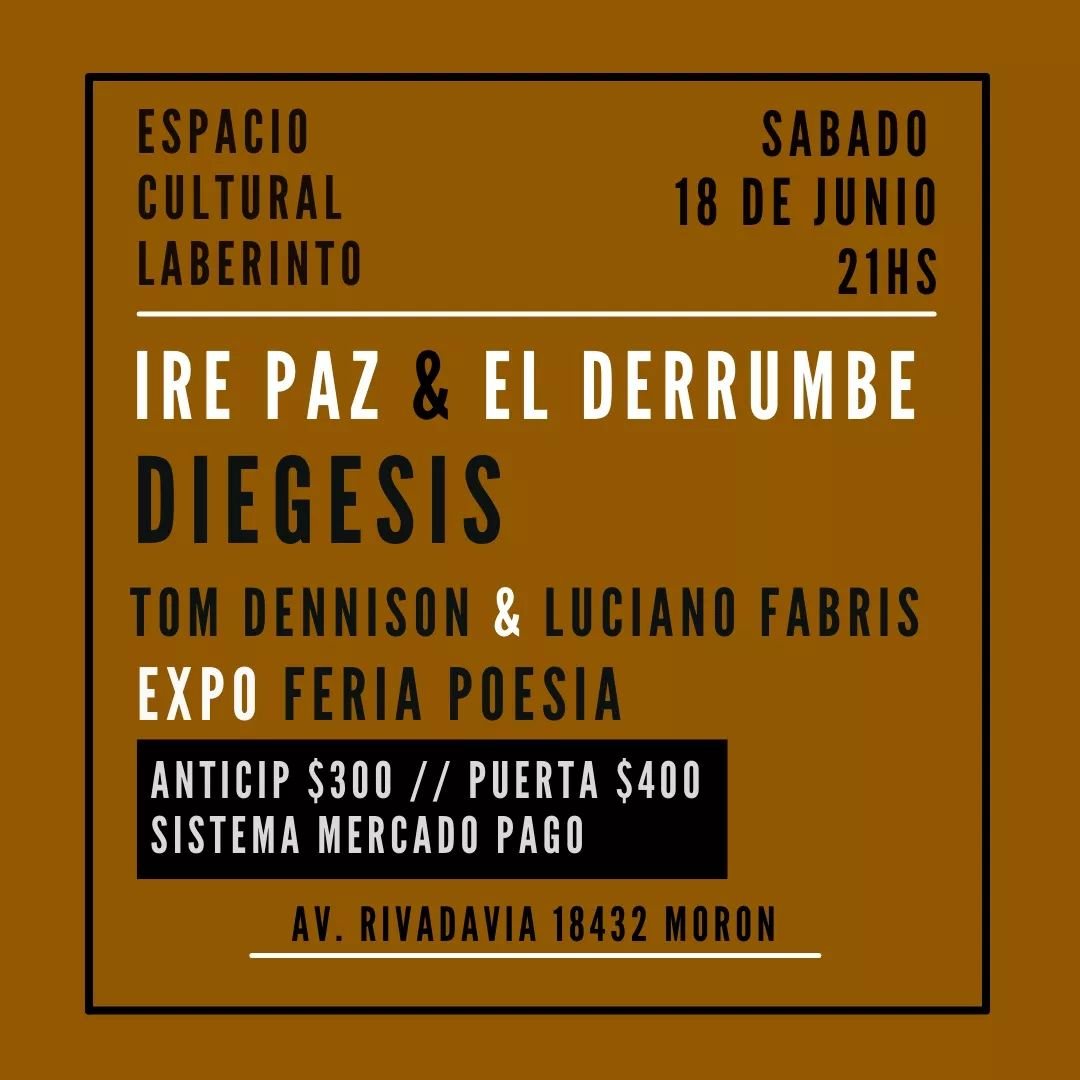 ESPACIO
CULTURAL
LABERINTO
SABADO
18 DE JUNIO
21HS
IRE PAZ & EL DERRUMBE
DIEGESIS
TOM DENNISON & LUCIANO FABRIS
EXPO FERIA POESIA
ANTICIP $300 // PUERTA $400
SISTEMA MERCADO PAGO
AV. RIVADAVIA 18432 MORON